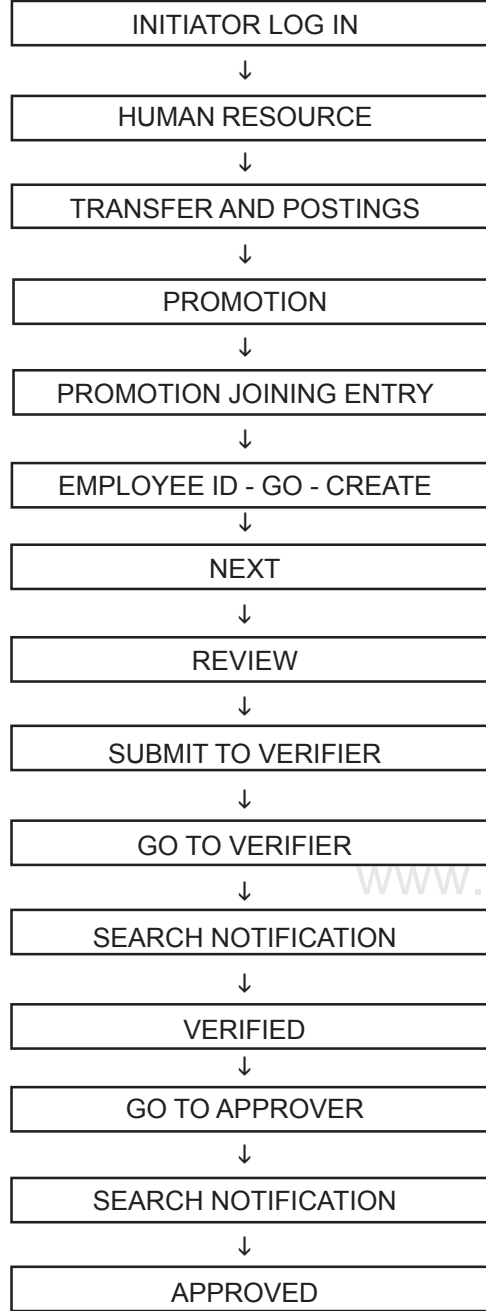 INITIATOR LOG IN
↓
HUMAN RESOURCE
↓
TRANSFER AND POSTINGS
↓
PROMOTION
↓
PROMOTION JOINING ENTRY
↓
EMPLOYEE ID - GO - CREATE
↓
NEXT
↓
REVIEW
↓
SUBMIT TO VERIFIER
↓
GO TO VERIFIER
www.
↓
SEARCH NOTIFICATION
↓
VERIFIED
↓
GO TO APPROVER
↓
SEARCH NOTIFICATION
↓
APPROVED